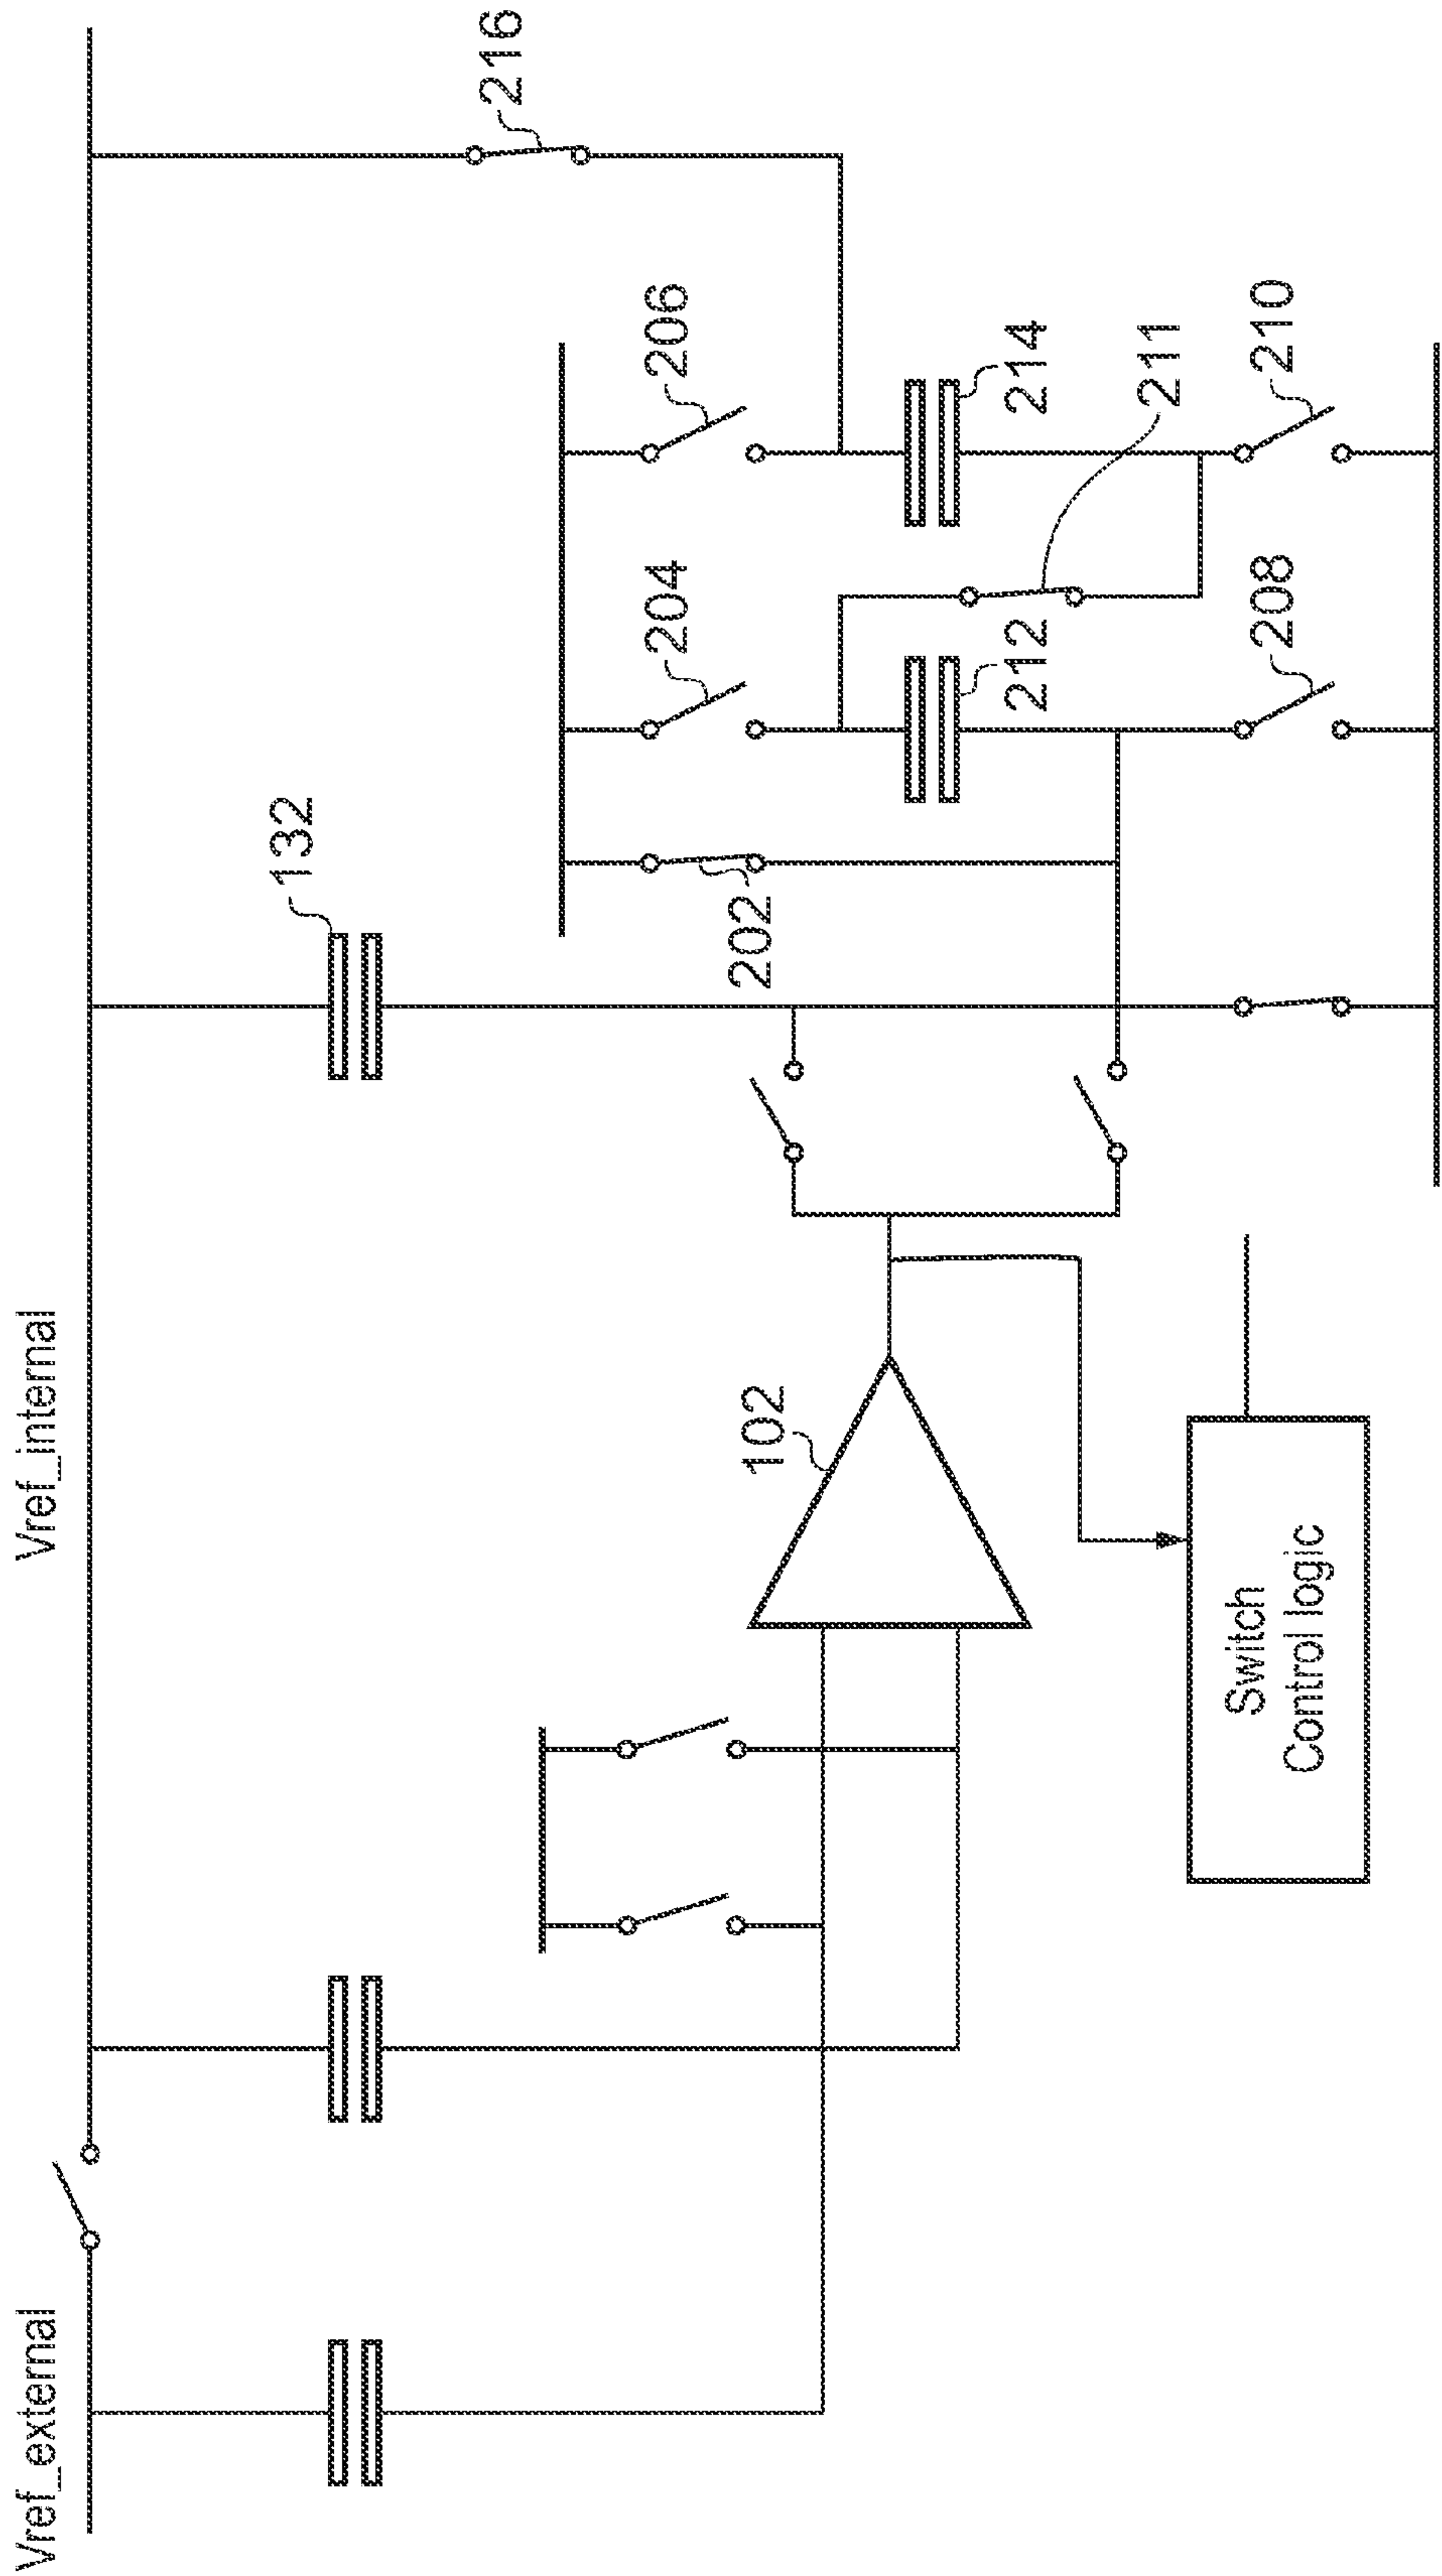 Vref_external
Vref_internal
132
216
202
204
206
212
214
211
208
210
102
Switch
Control logic